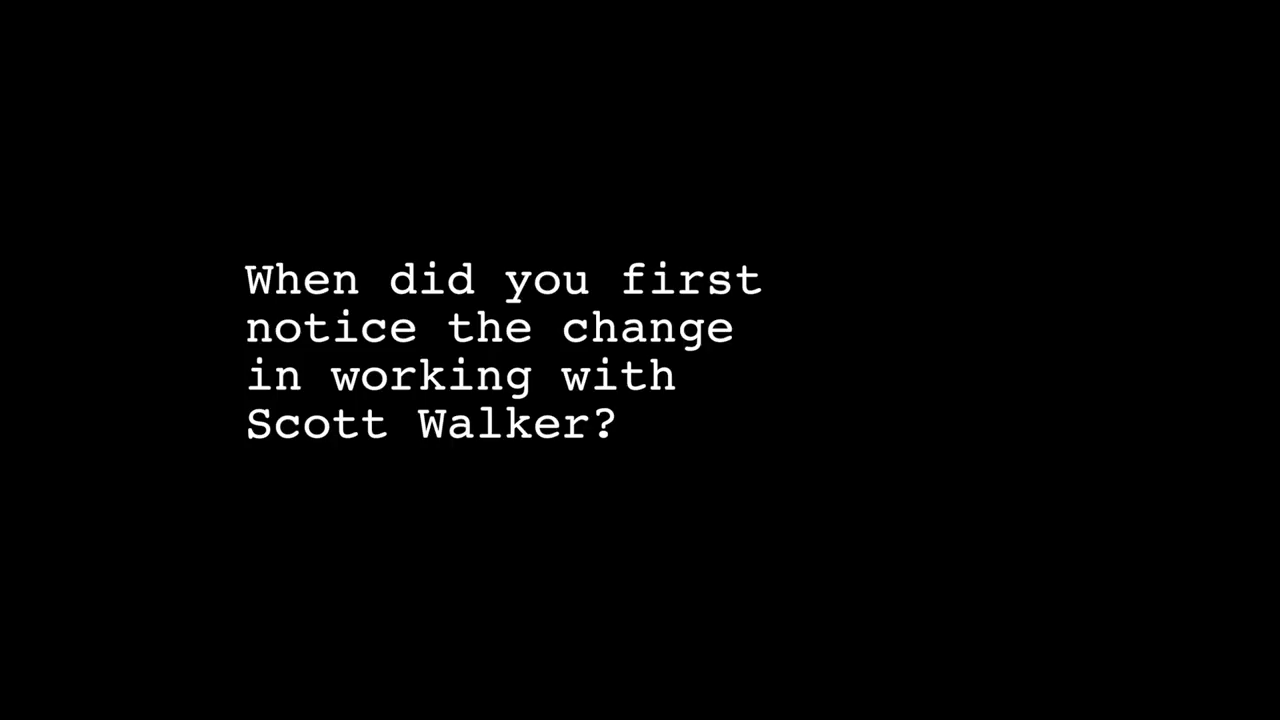 When did you first
notice the change
in working with
Scott Walker?